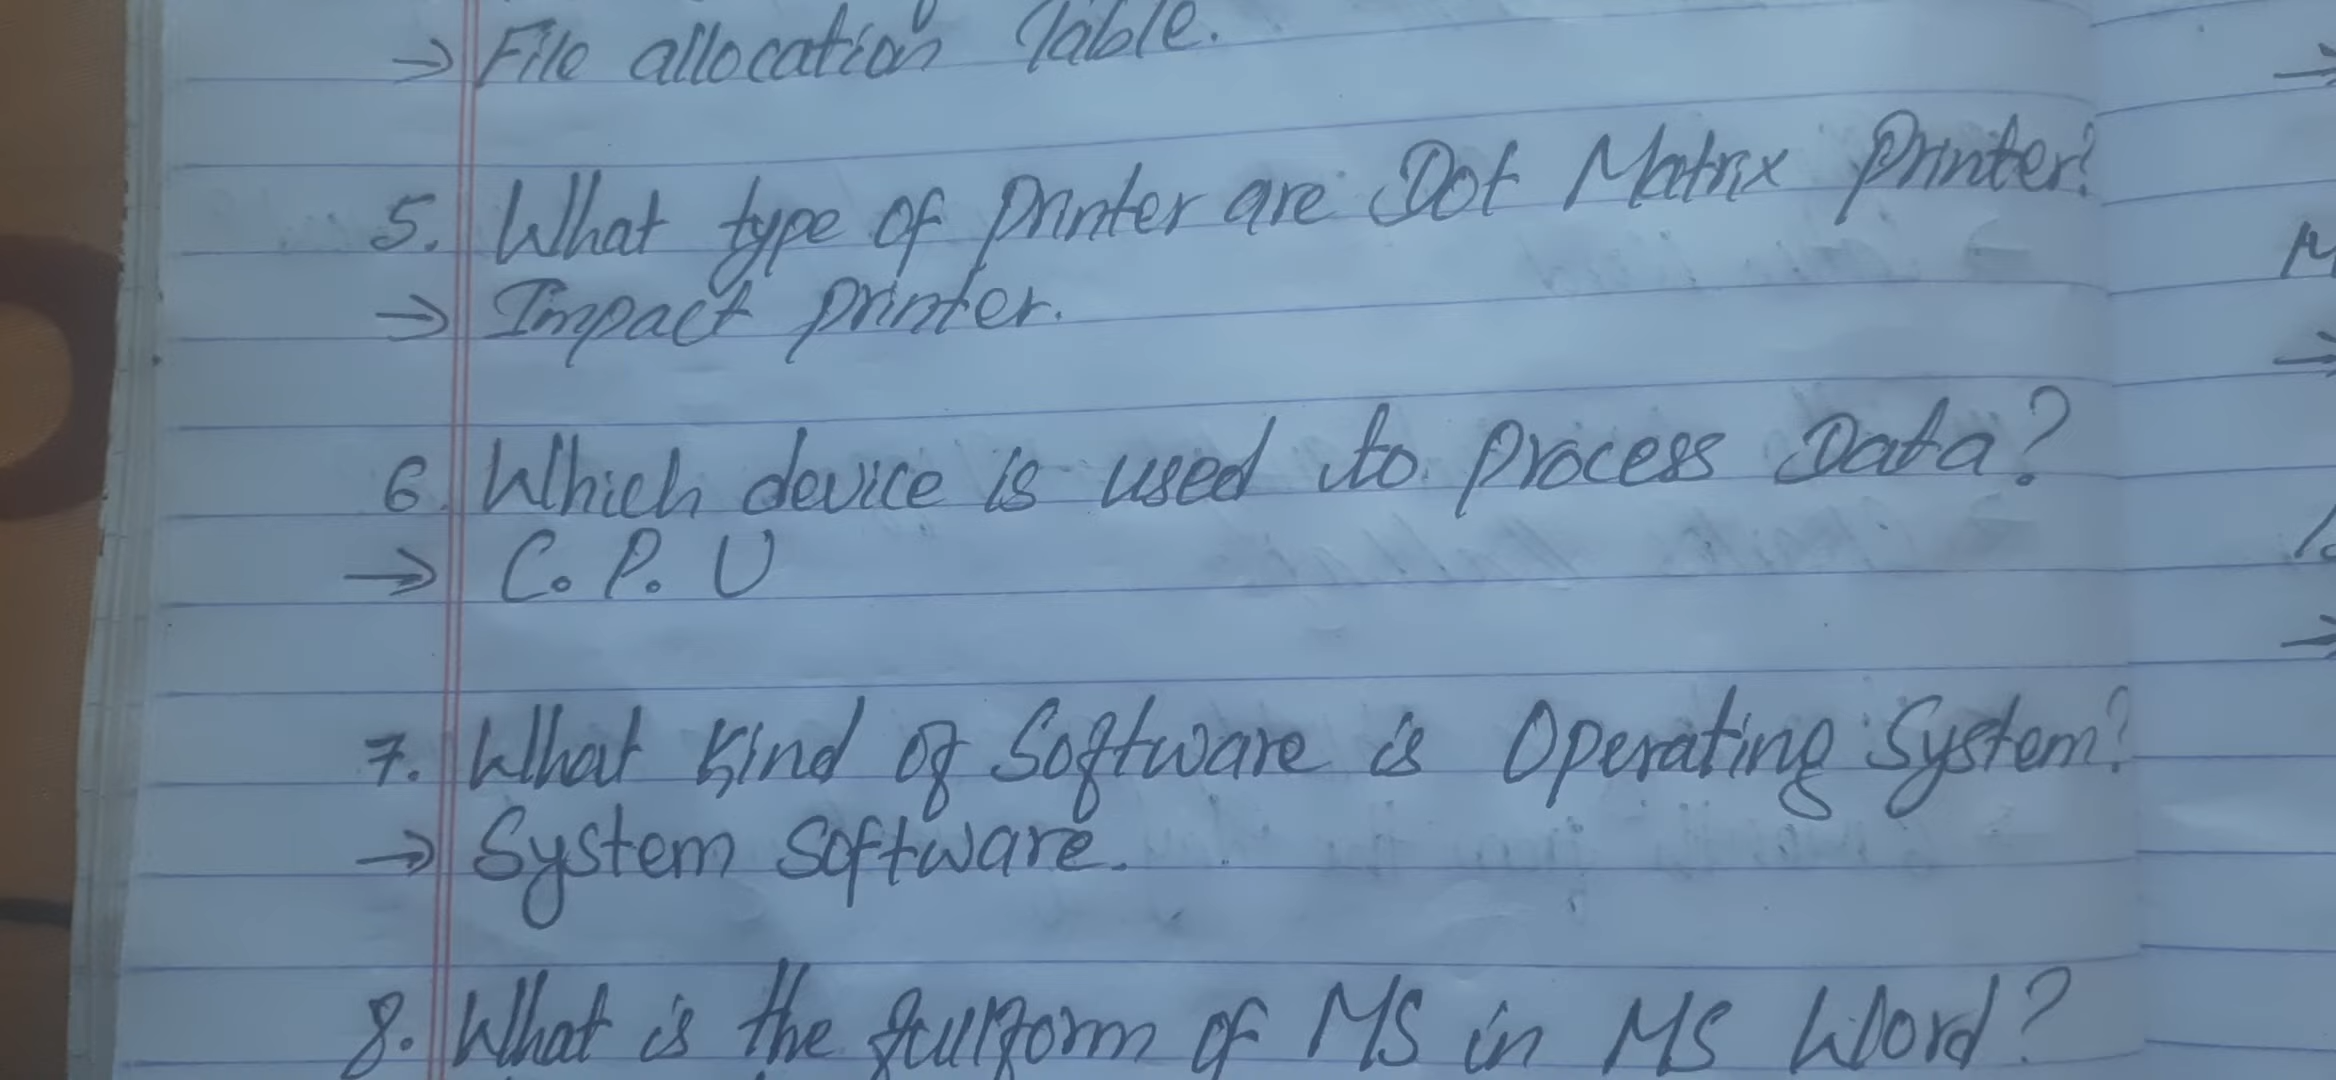 → File allocation Table.
5. What type of printer are Dot Matrix Printer?
→ Impact printer.
6. Which device is used to process Data?
→ C. P. U
7. What kind of Software is Operating System?
→ System Software.
8. What is the fullform of MS in MS Word?